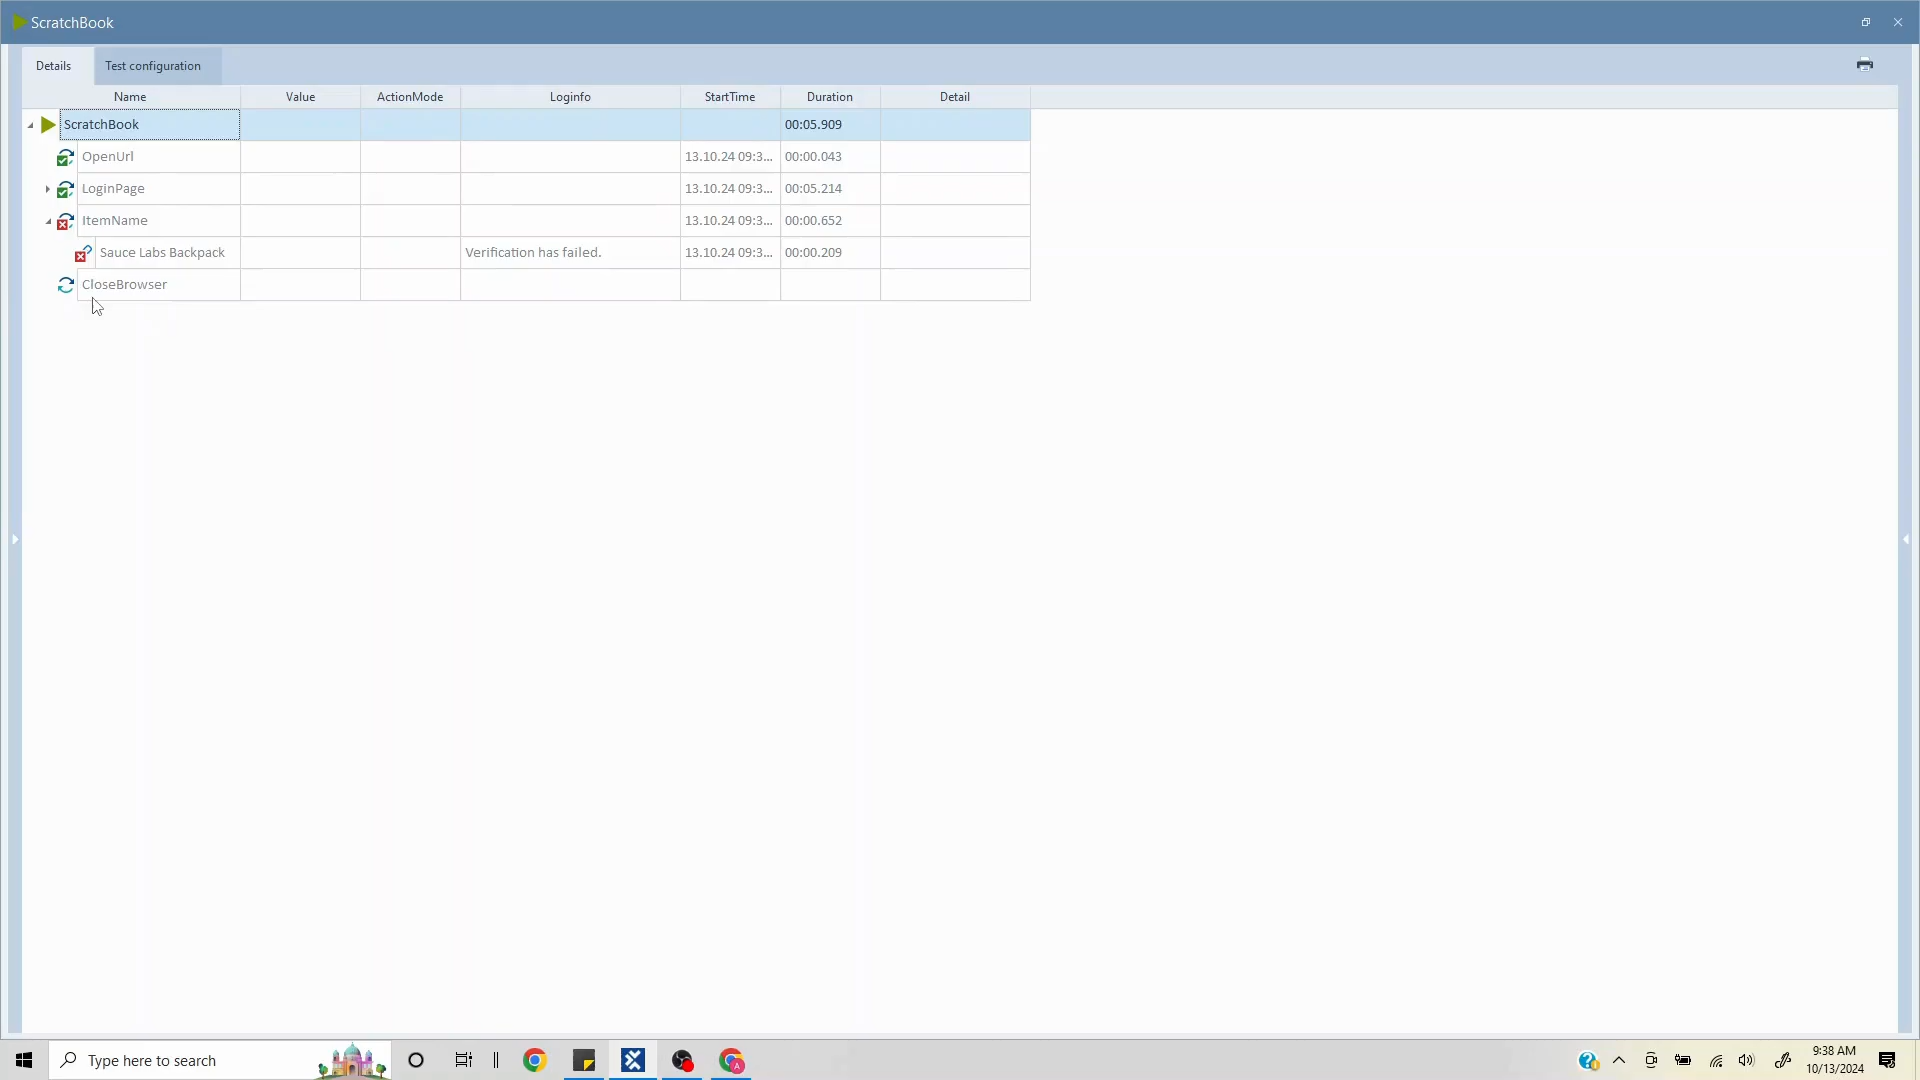 ScratchBook
Details Test configuration
Name Value ActionMode Loginfo StartTime Duration Detail
ScratchBook 00:05.909
OpenUrl 13.10.24 09:3... 00:00.043
LoginPage 13.10.24 09:3... 00:05.214
ItemName 13.10.24 09:3... 00:00.652
Sauce Labs Backpack Verification has failed. 13.10.24 09:3... 00:00.209
CloseBrowser
Type here to search
9:38 AM
10/13/2024